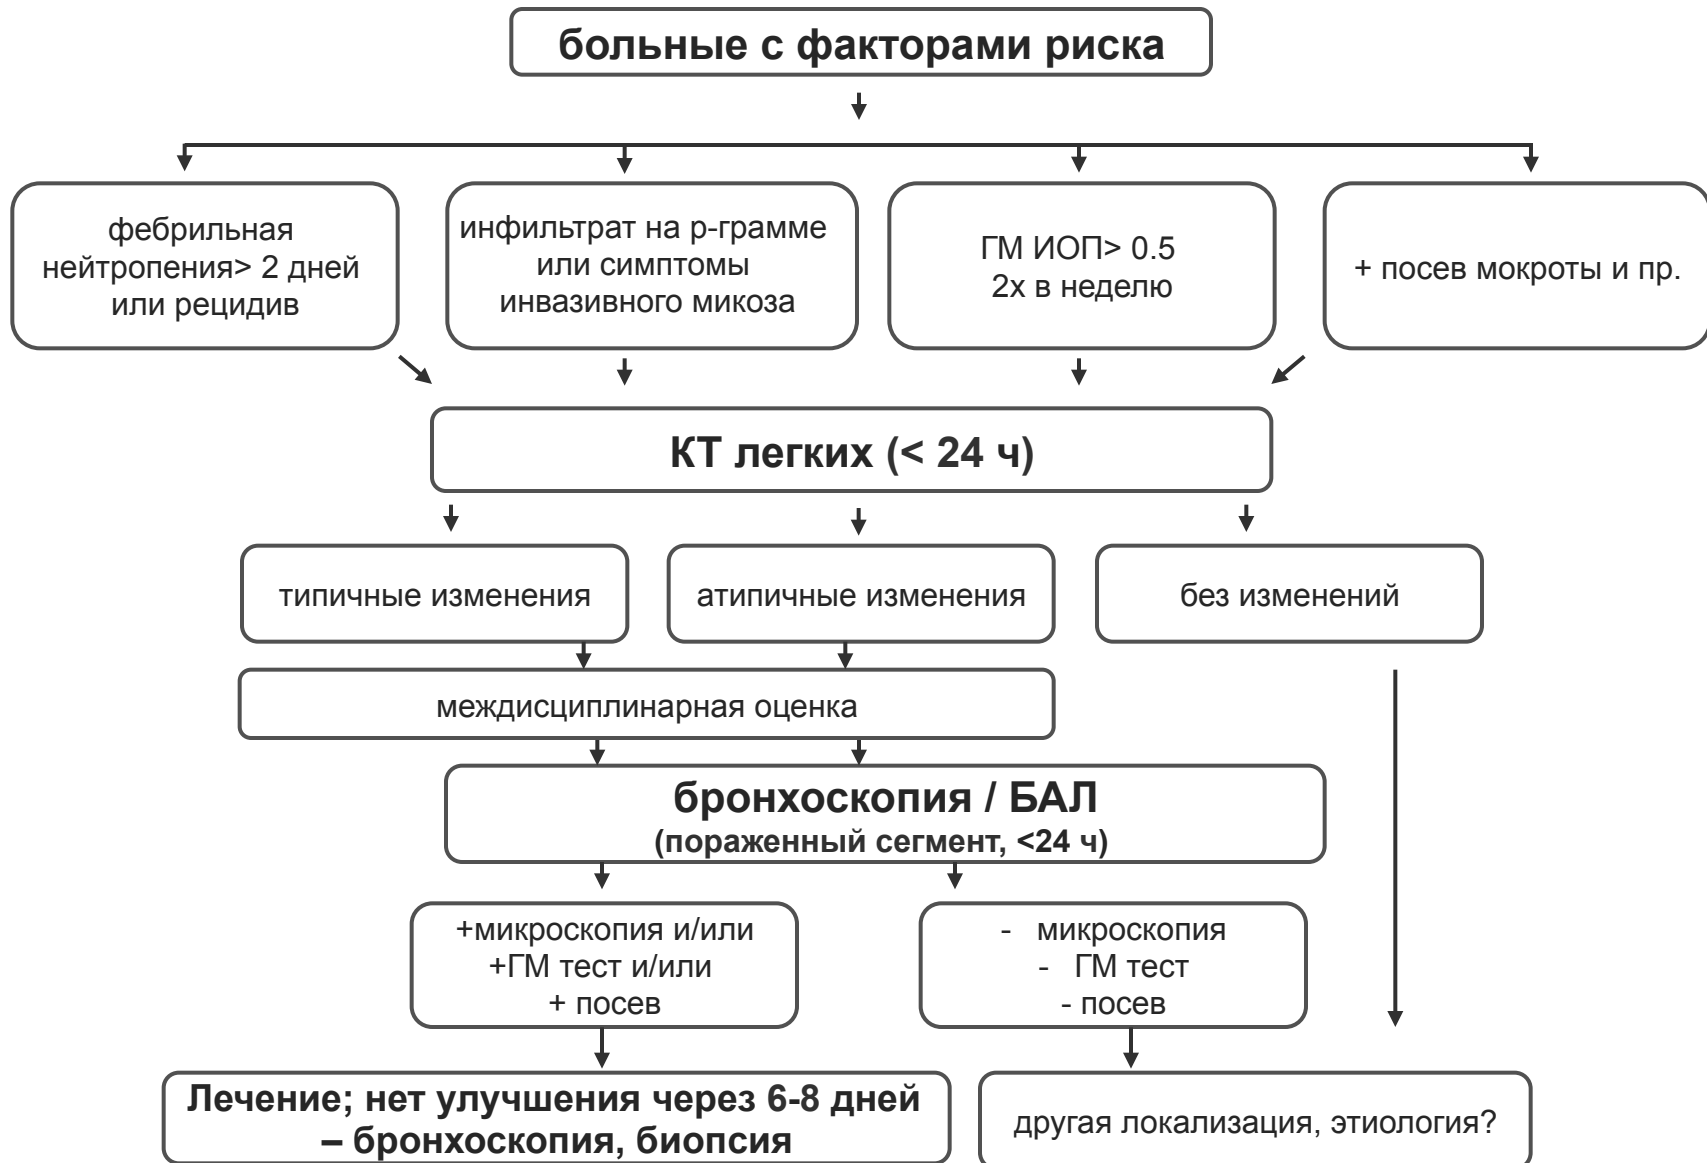 больные с факторами риска
фебрильная
нейтропения> 2 дней
или рецидив
инфильтрат на р-грамме
или симптомы
инвазивного микоза
ГМ ИОП> 0.5
2х в неделю
+ посев мокроты и пр.
КТ легких (< 24 ч)
типичные изменения
атипичные изменения
без изменений
междисциплинарная оценка
бронхоскопия / БАЛ
(пораженный сегмент, <24 ч)
+микроскопия и/или
+ГМ тест и/или
+ посев
- микроскопия
- ГМ тест
- посев
Лечение; нет улучшения через 6-8 дней
– бронхоскопия, биопсия
другая локализация, этиология?